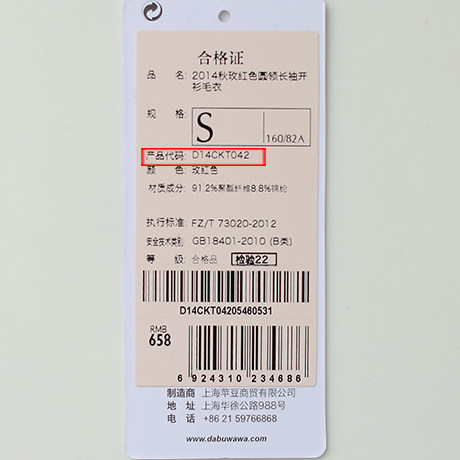 合格证
品 名: 2014秋玫红色圆领长袖开
衫毛衣
规 格:
S
160/82A
产品代码: D14CKT042
颜 色: 玫红色
材质成分: 91.2%聚酯纤维8.8%锦纶
执行标准: FZ/T 73020-2012
安全技术类别 GB18401-2010 (B类)
等 级: 合格品 检验22
D14CKT04205460531
RMB
658
6 924310 234686
制造商 上海苹豆商贸有限公司
地 址 上海华徐公路988号
电 话 +86 21 59766868
www.dabuwawa.com